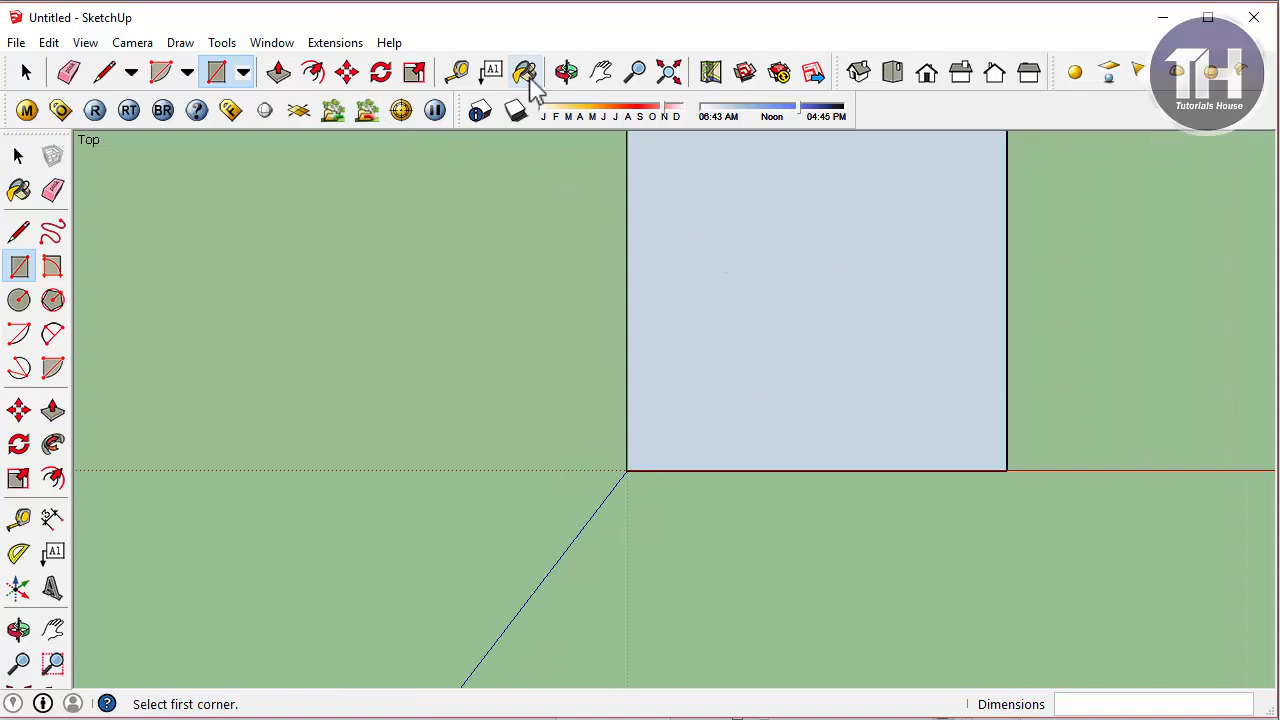 Untitled - SketchUp
File Edit View Camera Draw Tools Window Extensions Help
A1
TH
Tutorials House
M O R RT BR ? F
J F M A M J J A S O N D
06:43 AM Noon 04:45 PM
Top
A1
Select first corner.
Dimensions